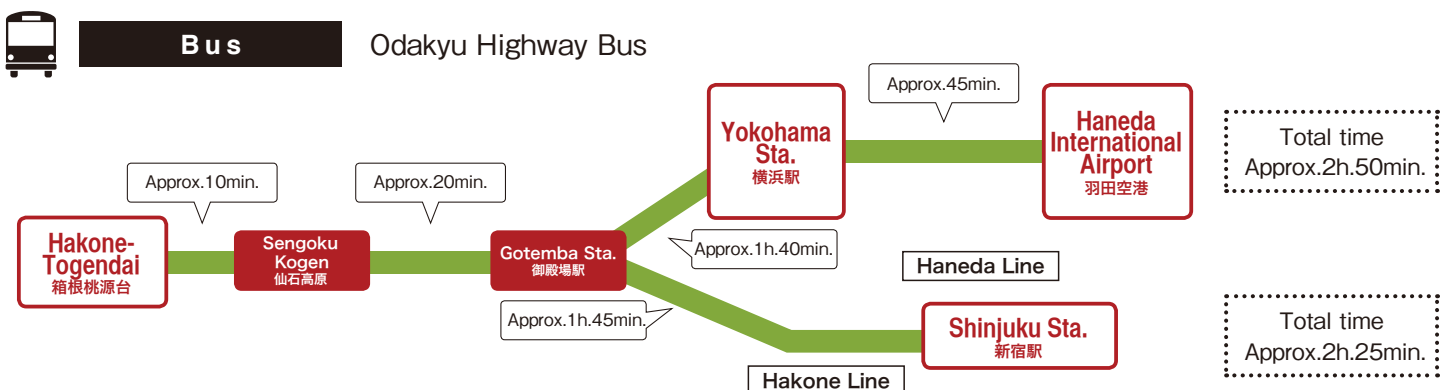 Bus
Odakyu Highway Bus
Approx.45min.
Yokohama
Sta.
横浜駅
Haneda
International
Airport
羽田空港
Total time
Approx.2h.50min.
Approx.10min.
Approx.20min.
Hakone-
Togendai
箱根桃源台
Sengoku
Kogen
仙石高原
Gotemba Sta.
御殿場駅
Approx.1h.40min.
Haneda Line
Approx.1h.45min.
Shinjuku Sta.
新宿駅
Total time
Approx.2h.25min.
Hakone Line